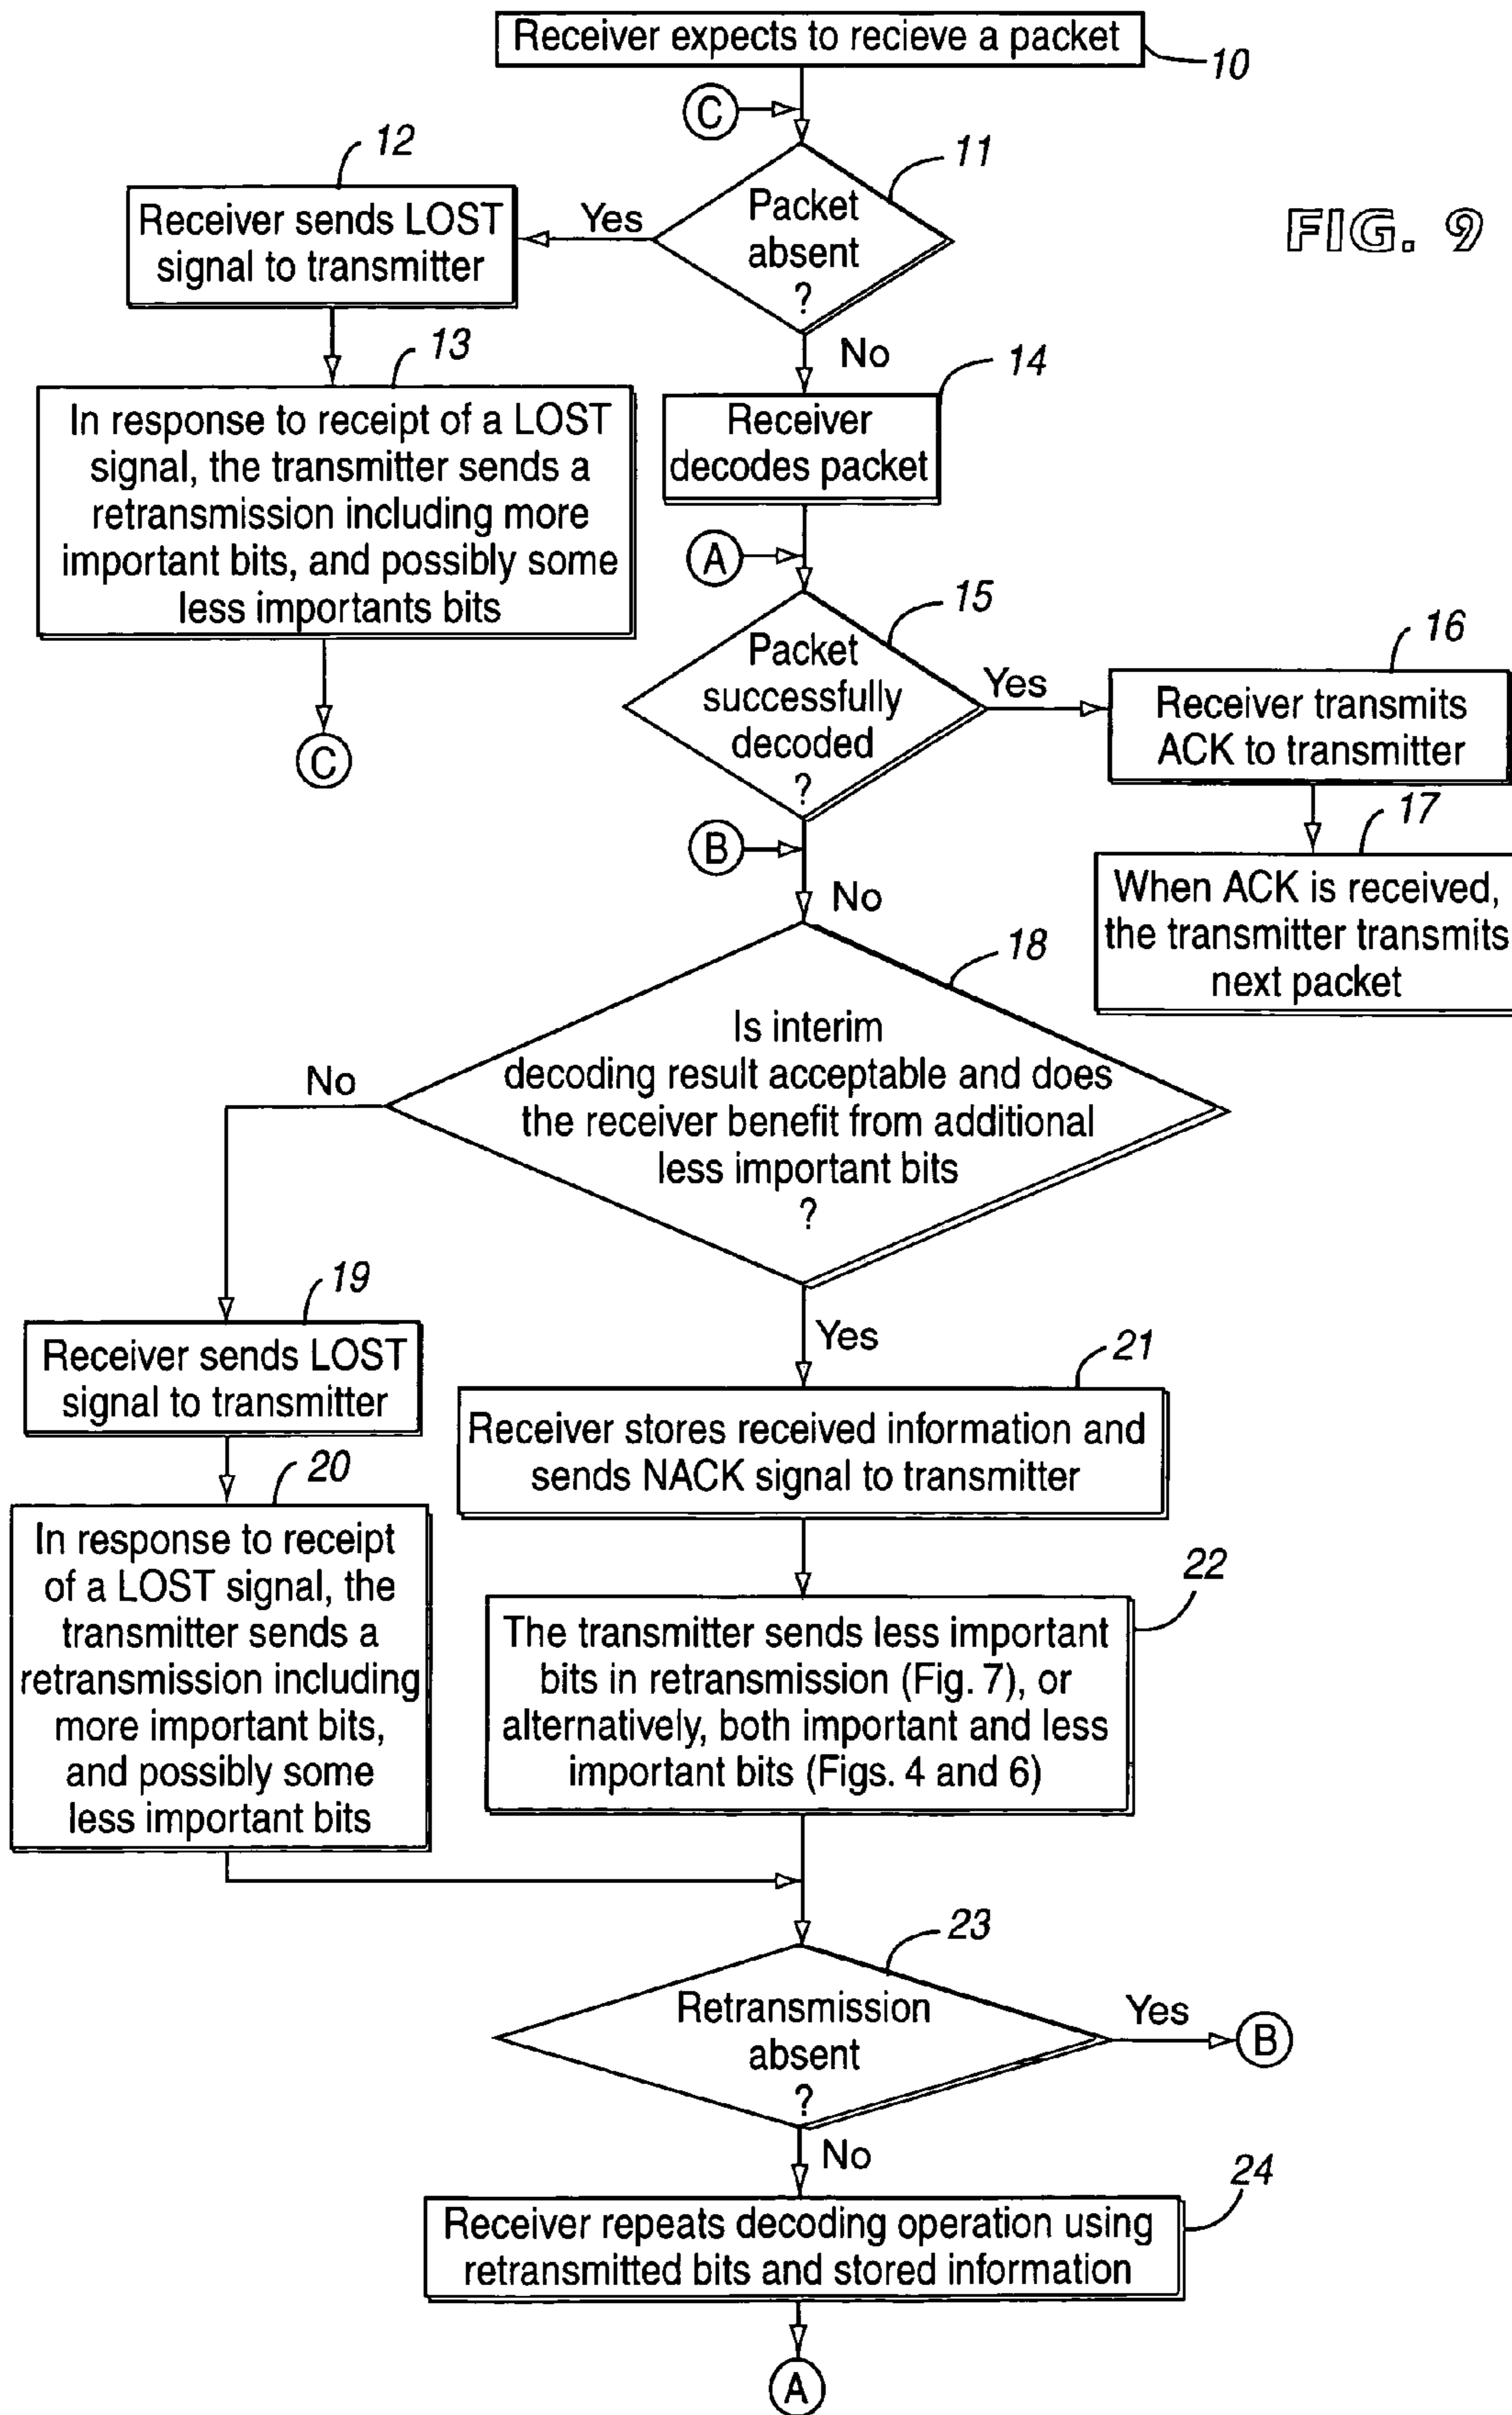 Receiver expects to recieve a packet
10
C
12
11
FIG. 9
Receiver sends LOST
signal to transmitter
Yes
Packet
absent
?
13
No
14
In response to receipt of a LOST
signal, the transmitter sends a
retransmission including more
important bits, and possibly some
less importants bits
Receiver
decodes packet
A
15
C
Packet
successfully
decoded
?
Yes
16
Receiver transmits
ACK to transmitter
17
B
No
When ACK is received,
the transmitter transmits
next packet
18
Is interim
decoding result acceptable and does
the receiver benefit from additional
less important bits
?
No
19
Receiver sends LOST
signal to transmitter
Yes
21
Receiver stores received information and
sends NACK signal to transmitter
20
In response to receipt
of a LOST signal, the
transmitter sends a
retransmission including
more important bits,
and possibly some
less important bits
22
The transmitter sends less important
bits in retransmission (Fig. 7), or
alternatively, both important and less
important bits (Figs. 4 and 6)
23
Retransmission
absent
?
Yes
B
No
24
Receiver repeats decoding operation using
retransmitted bits and stored information
A